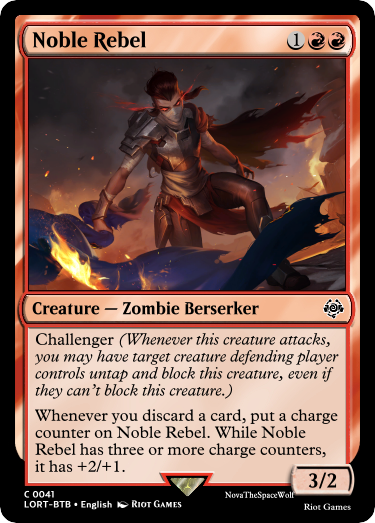 Noble Rebel 1
Creature — Zombie Berserker
Challenger (Whenever this creature attacks,
you may have target creature defending player
controls untap and block this creature, even if
they can't block this creature.)
Whenever you discard a card, put a charge
counter on Noble Rebel. While Noble
Rebel has three or more charge counters,
it has +2/+1.
3/2
C 0041
LORT-BTB • English Riot Games
NovaTheSpaceWolf
Riot Games